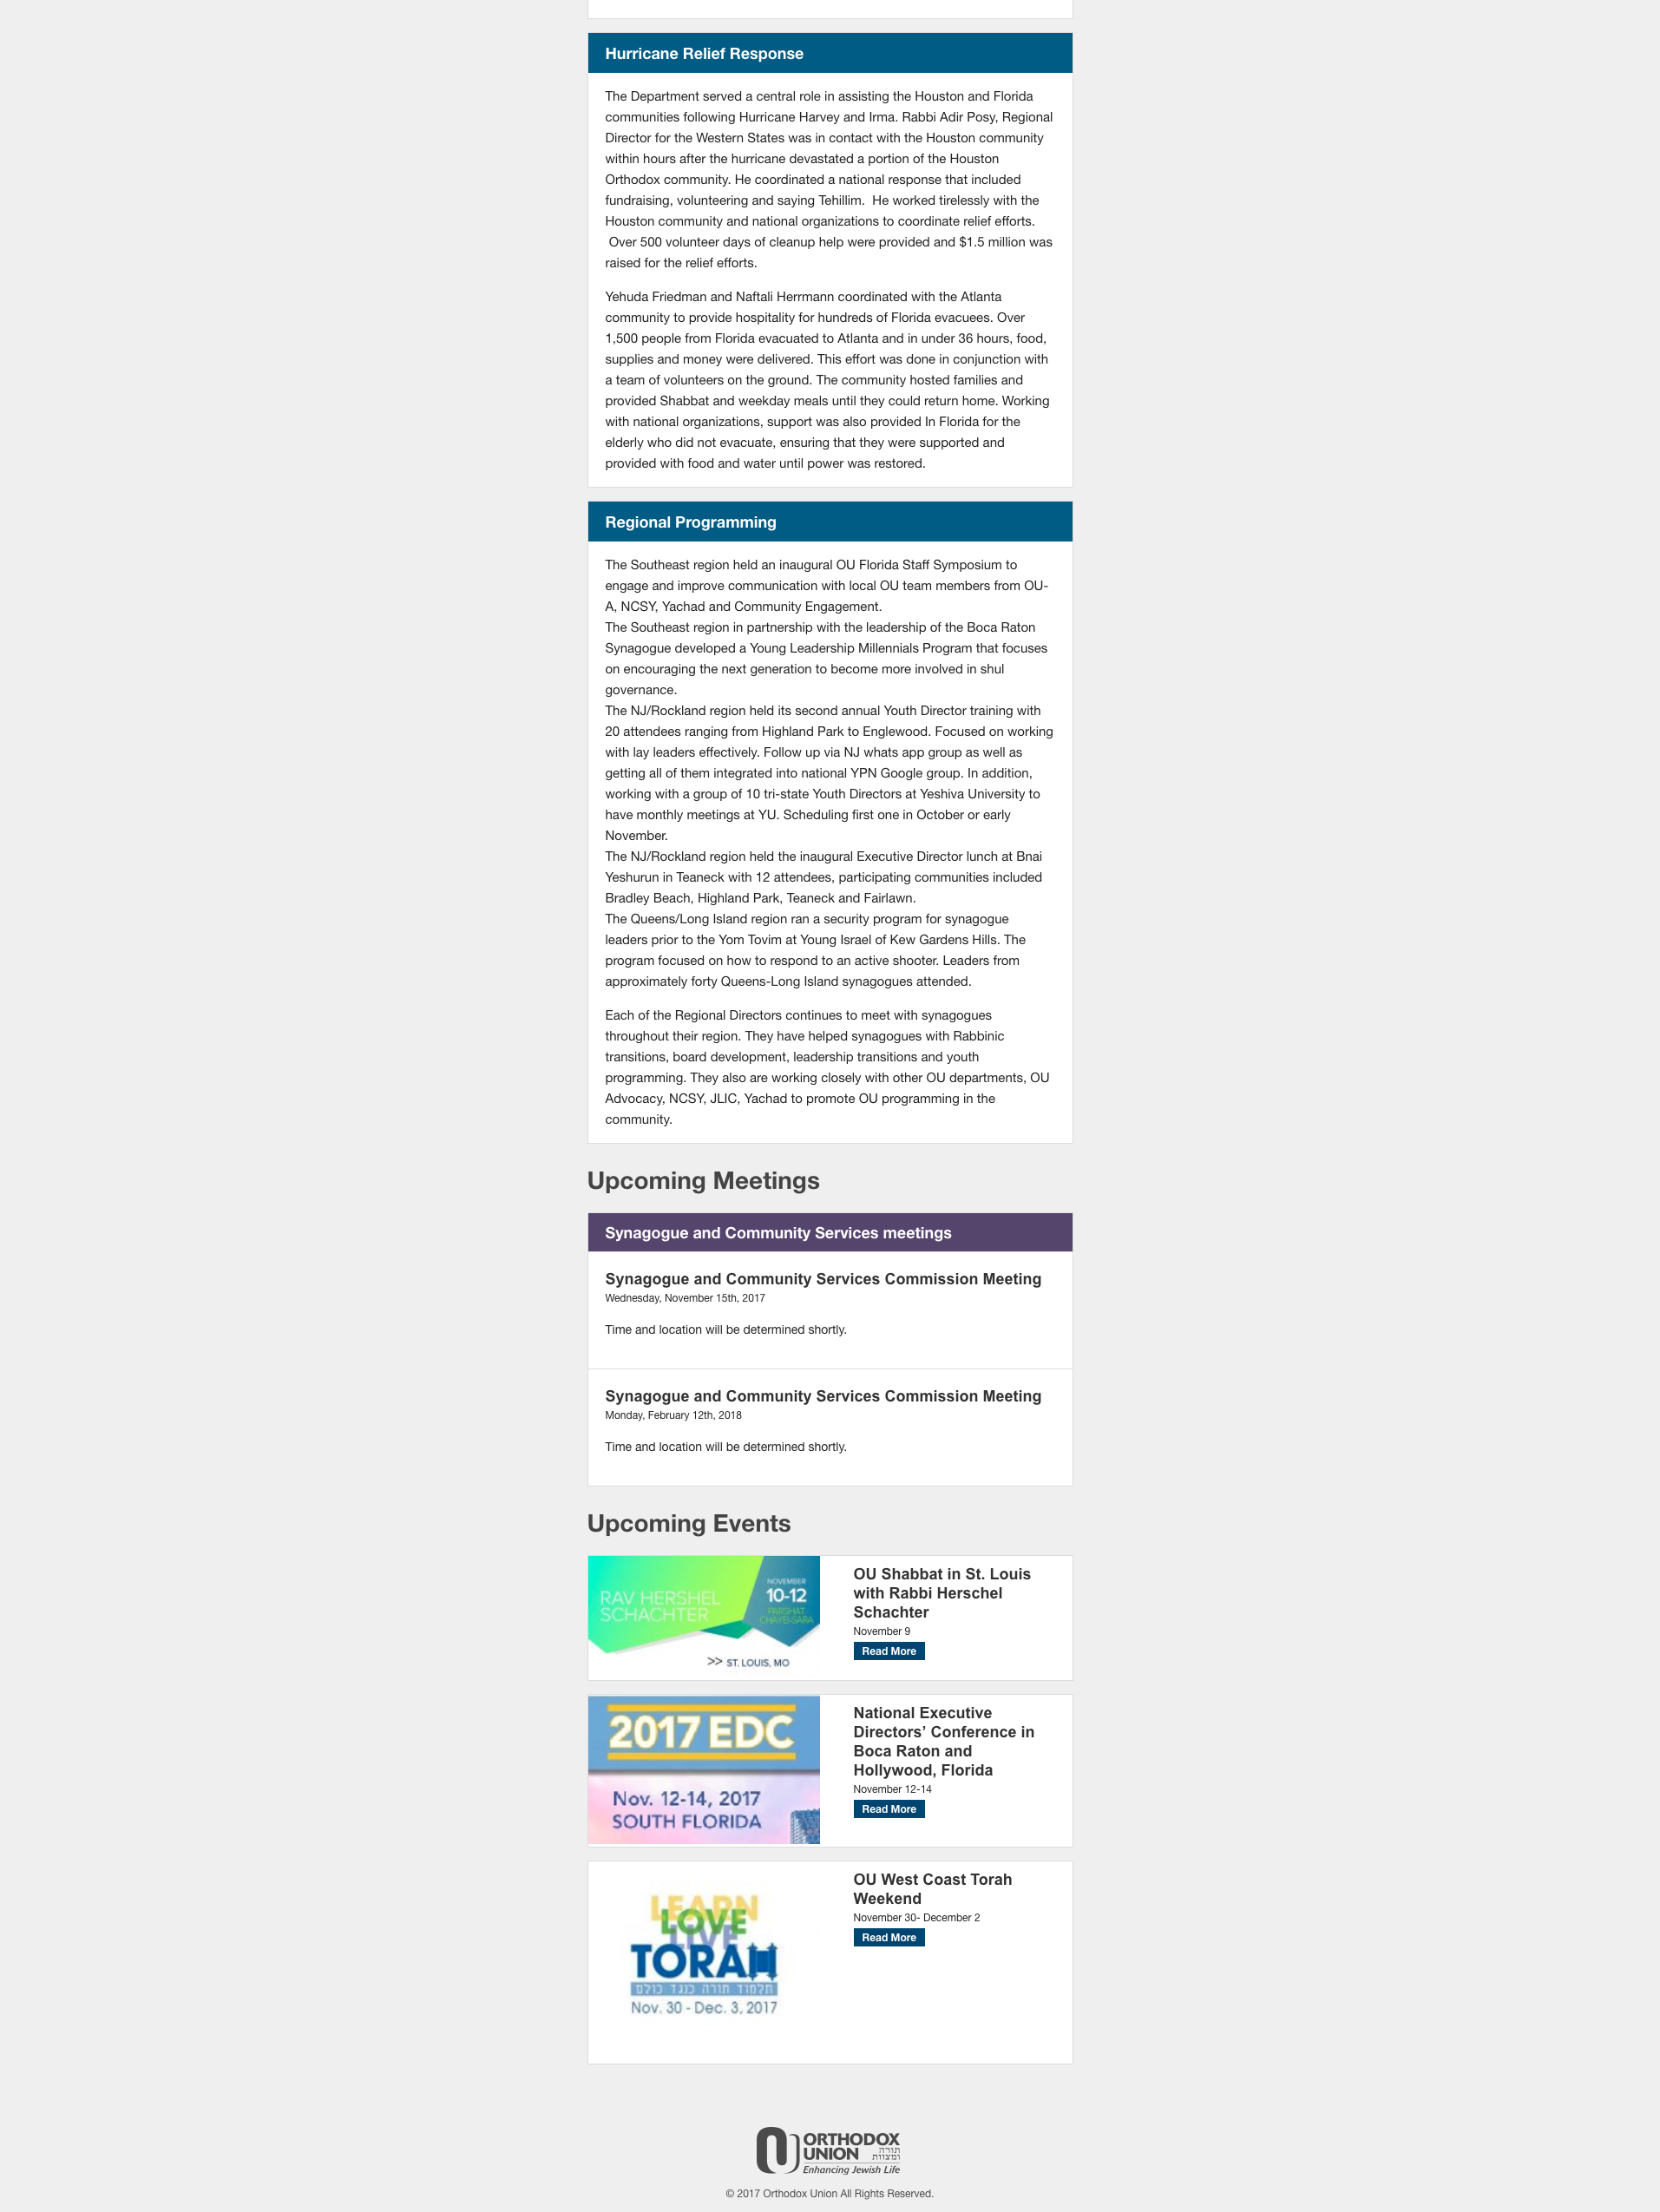 Hurricane Relief Response
The Department served a central role in assisting the Houston and Florida
communities following Hurricane Harvey and Irma. Rabbi Adir Posy, Regional
Director for the Western States was in contact with the Houston community
within hours after the hurricane devastated a portion of the Houston
Orthodox community. He coordinated a national response that included
fundraising, volunteering and saying Tehillim.  He worked tirelessly with the
Houston community and national organizations to coordinate relief efforts.
Over 500 volunteer days of cleanup help were provided and $1.5 million was
raised for the relief efforts.
Yehuda Friedman and Naftali Herrmann coordinated with the Atlanta
community to provide hospitality for hundreds of Florida evacuees. Over
1,500 people from Florida evacuated to Atlanta and in under 36 hours, food,
supplies and money were delivered. This effort was done in conjunction with
a team of volunteers on the ground. The community hosted families and
provided Shabbat and weekday meals until they could return home. Working
with national organizations, support was also provided In Florida for the
elderly who did not evacuate, ensuring that they were supported and
provided with food and water until power was restored.
Regional Programming
The Southeast region held an inaugural OU Florida Staff Symposium to
engage and improve communication with local OU team members from OU-
A, NCSY, Yachad and Community Engagement.
The Southeast region in partnership with the leadership of the Boca Raton
Synagogue developed a Young Leadership Millennials Program that focuses
on encouraging the next generation to become more involved in shul
governance.
The NJ/Rockland region held its second annual Youth Director training with
20 attendees ranging from Highland Park to Englewood. Focused on working
with lay leaders effectively. Follow up via NJ whats app group as well as
getting all of them integrated into national YPN Google group. In addition,
working with a group of 10 tri-state Youth Directors at Yeshiva University to
have monthly meetings at YU. Scheduling first one in October or early
November.
The NJ/Rockland region held the inaugural Executive Director lunch at Bnai
Yeshurun in Teaneck with 12 attendees, participating communities included
Bradley Beach, Highland Park, Teaneck and Fairlawn.
The Queens/Long Island region ran a security program for synagogue
leaders prior to the Yom Tovim at Young Israel of Kew Gardens Hills. The
program focused on how to respond to an active shooter. Leaders from
approximately forty Queens-Long Island synagogues attended.
Each of the Regional Directors continues to meet with synagogues
throughout their region. They have helped synagogues with Rabbinic
transitions, board development, leadership transitions and youth
programming. They also are working closely with other OU departments, OU
Advocacy, NCSY, JLIC, Yachad to promote OU programming in the
community.
Upcoming Meetings
Synagogue and Community Services meetings
Synagogue and Community Services Commission Meeting
Wednesday, November 15th, 2017
Time and location will be determined shortly.
Synagogue and Community Services Commission Meeting
Monday, February 12th, 2018
Time and location will be determined shortly.
Upcoming Events
RAV HERSHEL
SCHACHTER
NOVEMBER
10-12
PARSHAT
CHAYEI-SARA
>> ST. LOUIS, MO
OU Shabbat in St. Louis
with Rabbi Herschel
Schachter
November 9
Read More
2017 EDC
Nov. 12-14, 2017
SOUTH FLORIDA
National Executive
Directors’ Conference in
Boca Raton and
Hollywood, Florida
November 12-14
Read More
LEARN
LOVE
LIVE
TORAH
תלמוד תורה כנגד כולם
Nov. 30 - Dec. 3, 2017
OU West Coast Torah
Weekend
November 30- December 2
Read More
ORTHODOX
UNION
תורה
ומצוות
Enhancing Jewish Life
© 2017 Orthodox Union All Rights Reserved.